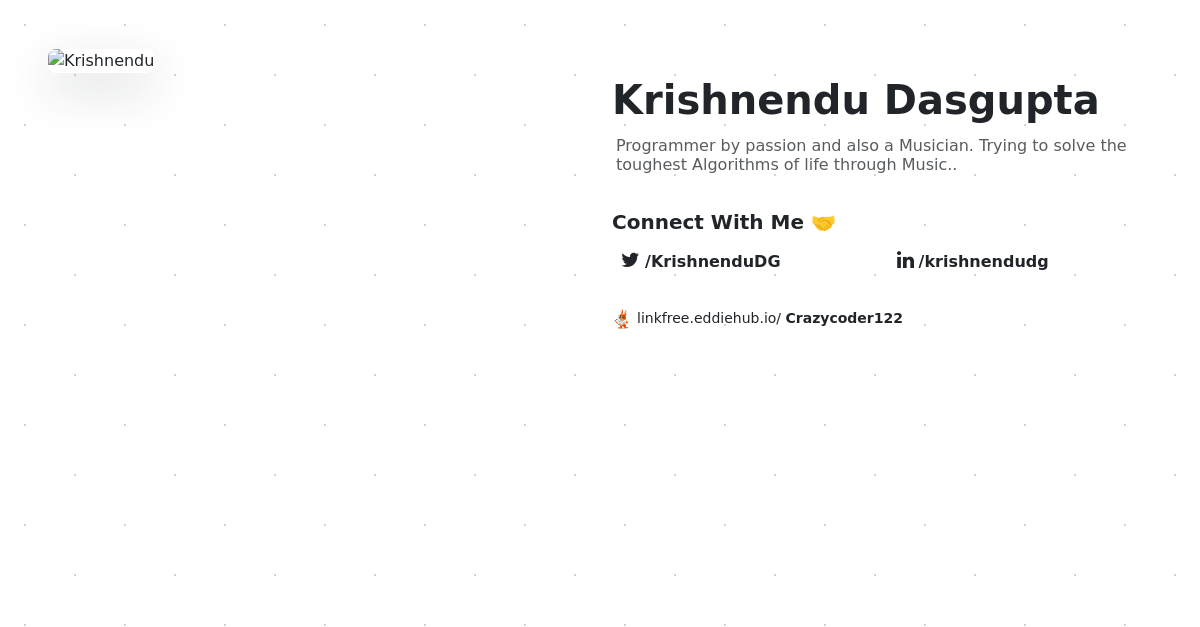 Krishnendu
Krishnendu Dasgupta
Programmer by passion and also a Musician. Trying to solve the
toughest Algorithms of life through Music..
Connect With Me 🤝
/KrishnenduDG
/krishnendudg
linkfree.eddiehub.io/ Crazycoder122